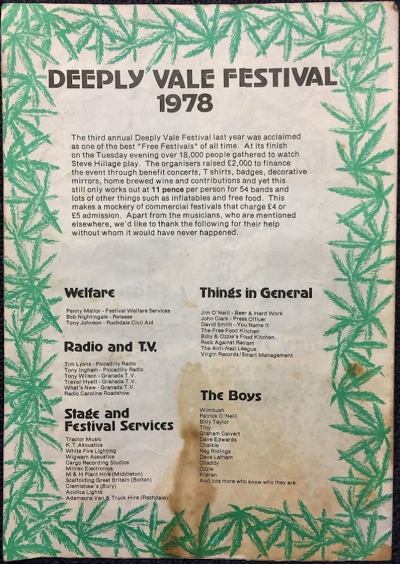 DEEPLY VALE FESTIVAL
1978
The third annual Deeply Vale Festival last year was acclaimed
as one of the best "Free Festivals" of all time. At its finish
on the Tuesday evening over 18,000 people gathered to watch
Steve Hillage play. The organisers raised £2,000 to finance
the event through benefit concerts, T shirts, badges, decorative
mirrors, home brewed wine and contributions and yet this
still only works out at 11 pence per person for 54 bands and
lots of other things such as inflatables and free food. This
makes a mockery of commercial festivals that charge £4 or
£5 admission. Apart from the musicians, who are mentioned
elsewhere, we'd like to thank the following for their help
without whom it would have never happened.
Welfare
Penny Mellor - Festival Welfare Services
Bob Nightingale - Release
Tony Johnson - Rochdale Civil Aid
Radio and T.V.
Tim Lyons - Piccadilly Radio
Tony Ingham - Piccadilly Radio
Tony Wilson - Granada T.V.
Trevor Hyett - Granada T.V.
What's New - Granada T.V.
Radio Caroline Roadshow
Stage and
Festival Services
Tractor Music
K.T. Akoustics
White Fire Lighting
Wigwam Acoustics
Cargo Recording Studios
Millrex Electronics
M & H Plant Hire (Middleton)
Scaffolding Great Britain (Bolton)
Clemishaw's (Bury)
Acidica Lights
Adamsons Van & Truck Hire (Rochdale)
Things in General
Jim O'Neill - Beer & Hard Work
John Clark - Press Officer
David Smith - You Name It
The Free Food Kitchen
Billy & Ozzie's Food Kitchen
Rock Against Racism
The Anti-Nazi League
Virgin Records/Smart Management
The Boys
Wimbush
Patrick O'Neill
Billy Taylor
Tiny
Graham Calvert
Dave Edwards
Chalkie
Reg Ridings
Dave Latham
Chaddy
Ozzie
Kieran
And lots more who know who they are